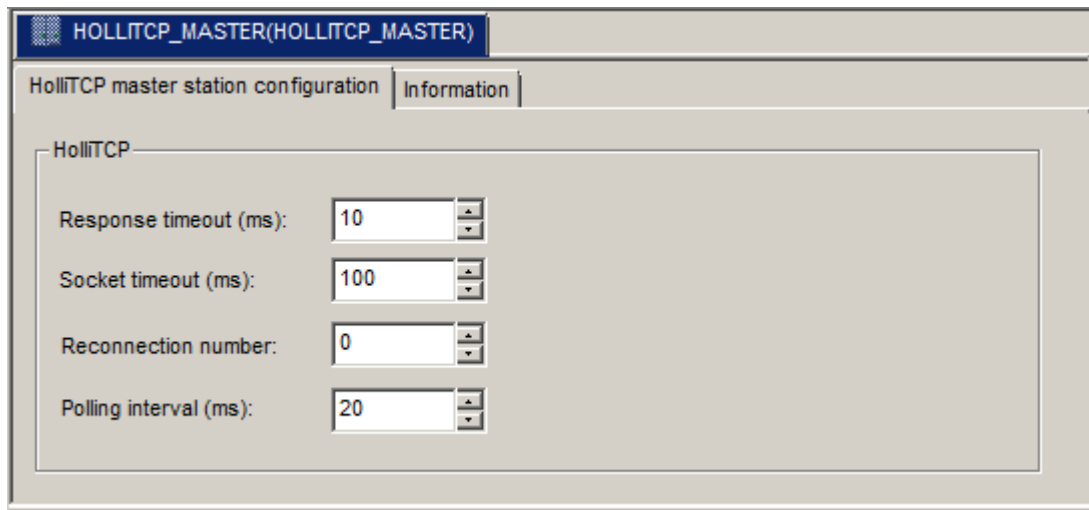 HOLLITCP_MASTER(HOLLITCP_MASTER)
HolliTCP master station configuration Information
HolliTCP
Response timeout (ms): 10
Socket timeout (ms): 100
Reconnection number: 0
Polling interval (ms): 20